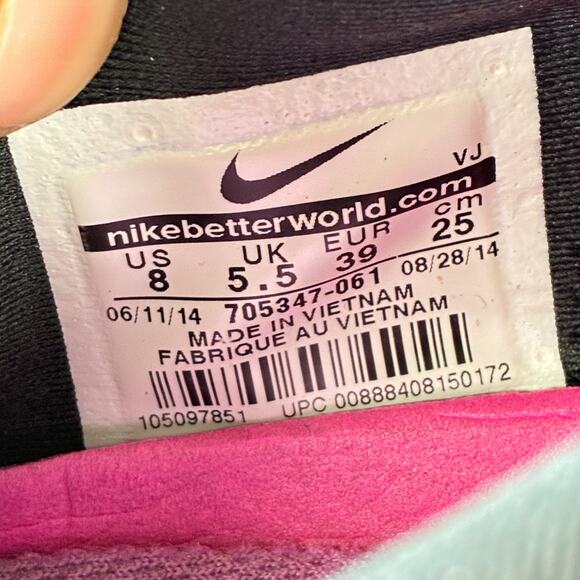 VJ
nikebetterworld.com
US UK EUR cm
8 5.5 39 25
06/11/14 705347-061 08/28/14
MADE IN VIETNAM
FABRIQUE AU VIETNAM
105097851 UPC 00888408150172